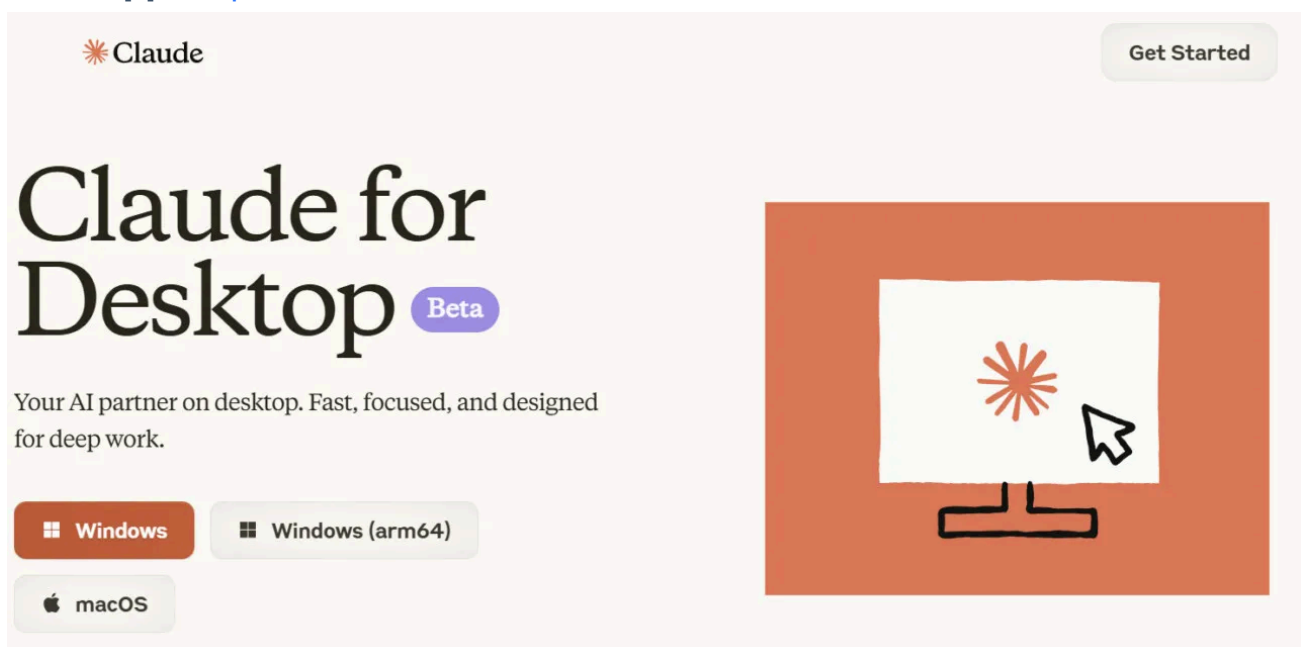 Claude
Get Started
Claude for
Desktop Beta
Your AI partner on desktop. Fast, focused, and designed
for deep work.
Windows
Windows (arm64)
macOS